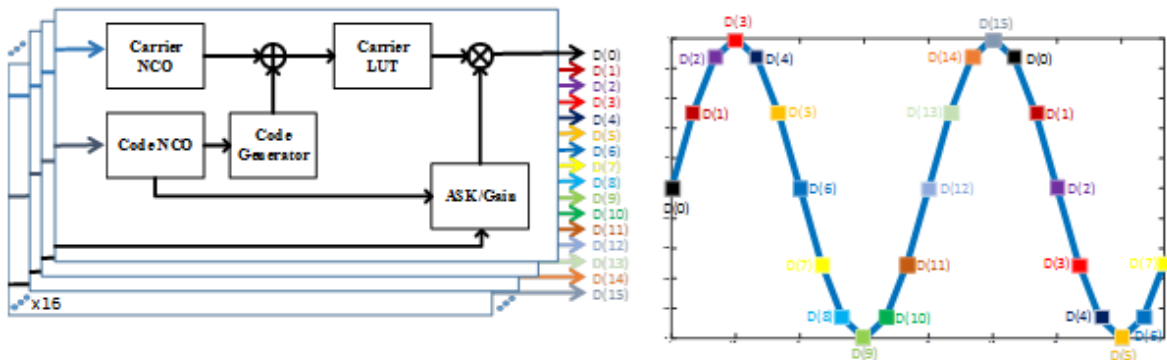 Carrier
NCO
Carrier
LUT
Code NCO
Code
Generator
ASK/Gain
x16
D(0)
D(1)
D(2)
D(3)
D(4)
D(5)
D(6)
D(7)
D(8)
D(9)
D(10)
D(11)
D(12)
D(13)
D(14)
D(15)
D(0)
D(1)
D(2)
D(3)
D(4)
D(5)
D(6)
D(7)
D(8)
D(9)
D(10)
D(11)
D(12)
D(13)
D(14)
D(15)
D(0)
D(1)
D(2)
D(3)
D(4)
D(5)
D(6)
D(7)